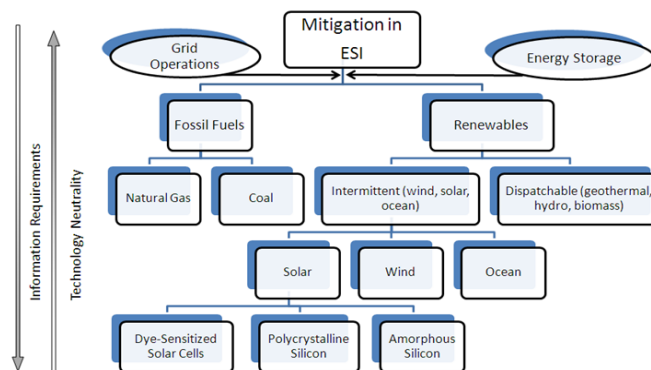 Mitigation in
ESI
Grid
Operations
Energy Storage
Fossil Fuels
Renewables
Natural Gas
Coal
Intermittent (wind, solar,
ocean)
Dispatchable (geothermal,
hydro, biomass)
Solar
Wind
Ocean
Dye-Sensitized
Solar Cells
Polycrystalline
Silicon
Amorphous
Silicon
Information Requirements
Technology Neutrality